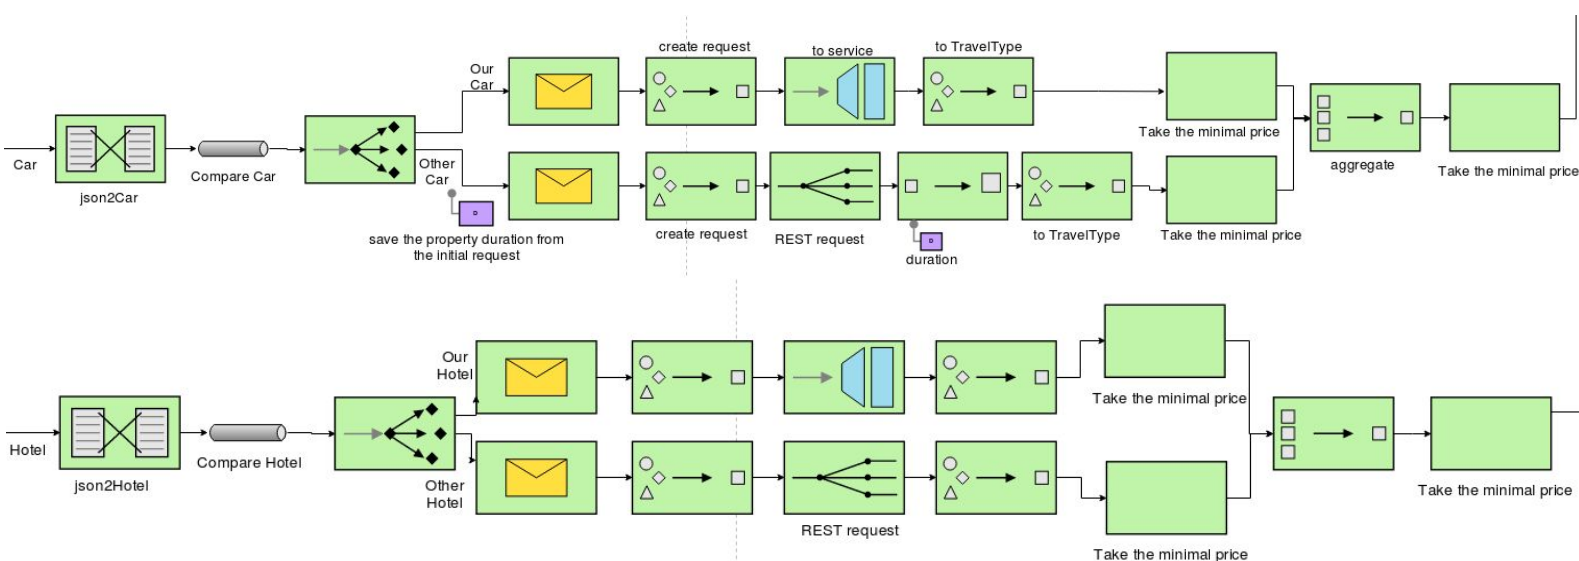 create request
to service
to TravelType
Our
Car
Take the minimal price
Car
json2Car
Compare Car
Other
Car
aggregate
Take the minimal price
save the property duration from
the initial request
create request
REST request
duration
to TravelType
Take the minimal price
Our
Hotel
Take the minimal price
Hotel
json2Hotel
Compare Hotel
Other
Hotel
REST request
Take the minimal price
Take the minimal price